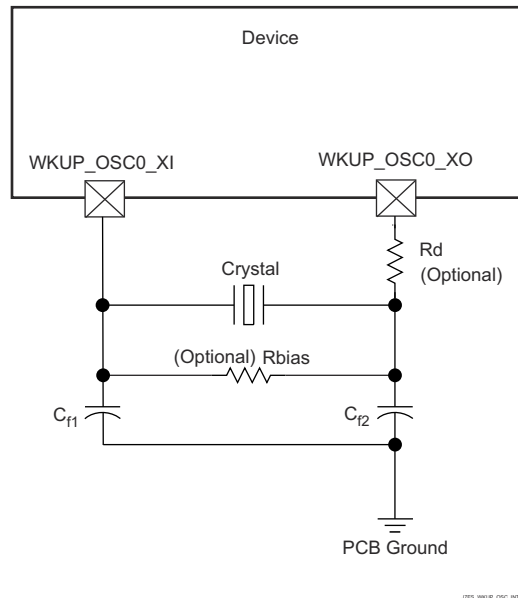 Device
WKUP_OSC0_XI
WKUP_OSC0_XO
Rd
(Optional)
Crystal
(Optional) Rbias
Cf1
Cf2
PCB Ground